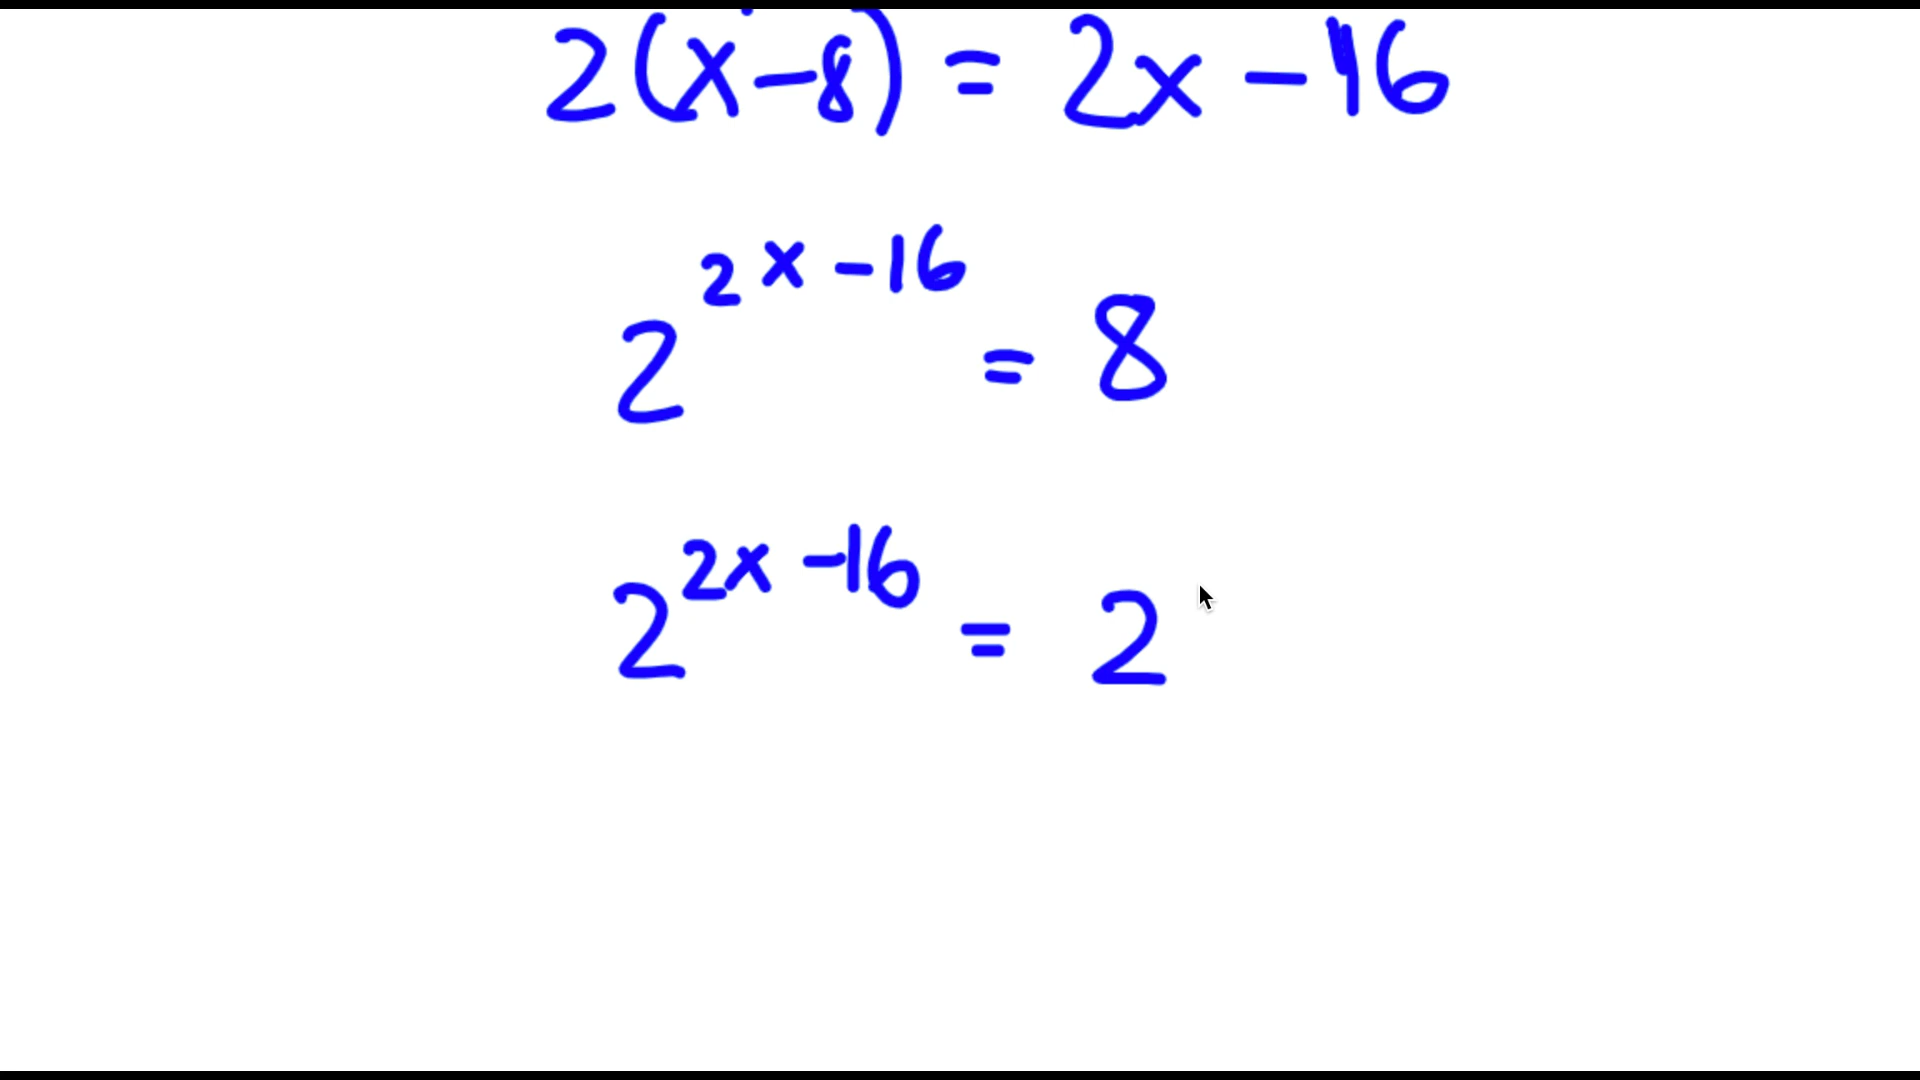 2(x-8) = 2x - 16
2^{2x-16} = 8
2^{2x-16} = 2